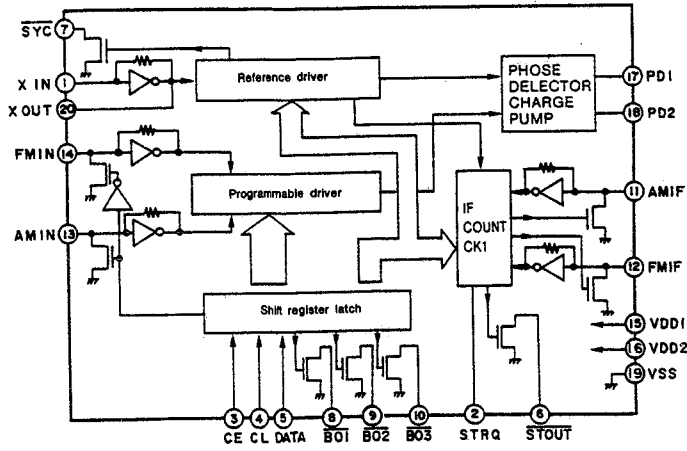 SYC
7
X IN
1
X OUT
20
FMIN
14
AMIN
13
Reference driver
Programmable driver
Shift register latch
PHOSE
DELECTOR
CHARGE
PUMP
17
PD1
18
PD2
IF
COUNT
CK1
11
AMIF
12
FMIF
15
VDD1
16
VDD2
19
VSS
3
4
5
8
9
10
2
6
CE
CL
DATA
BO1
BO2
BO3
STRQ
STOUT